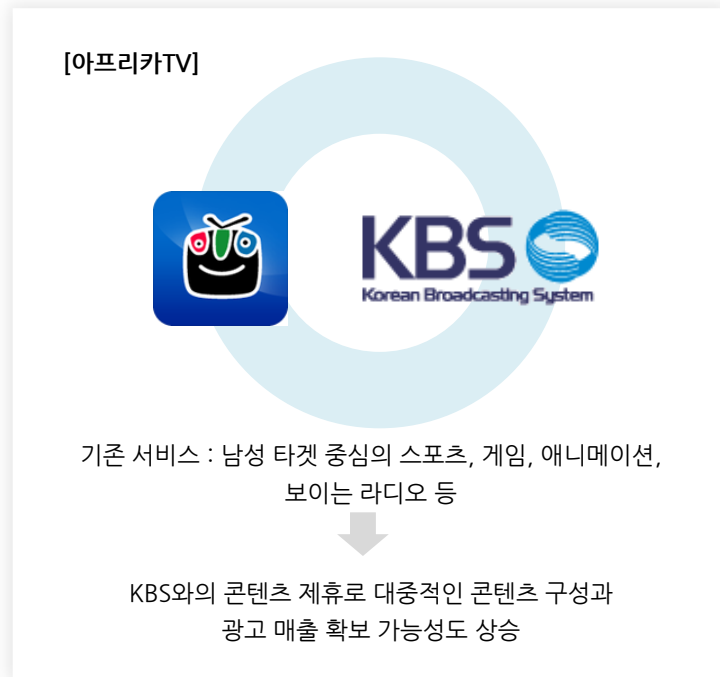 [아프리카TV]
KBS
Korean Broadcasting System
기존 서비스 : 남성 타겟 중심의 스포츠, 게임, 애니메이션,
보이는 라디오 등
KBS와의 콘텐츠 제휴로 대중적인 콘텐츠 구성과
광고 매출 확보 가능성도 상승